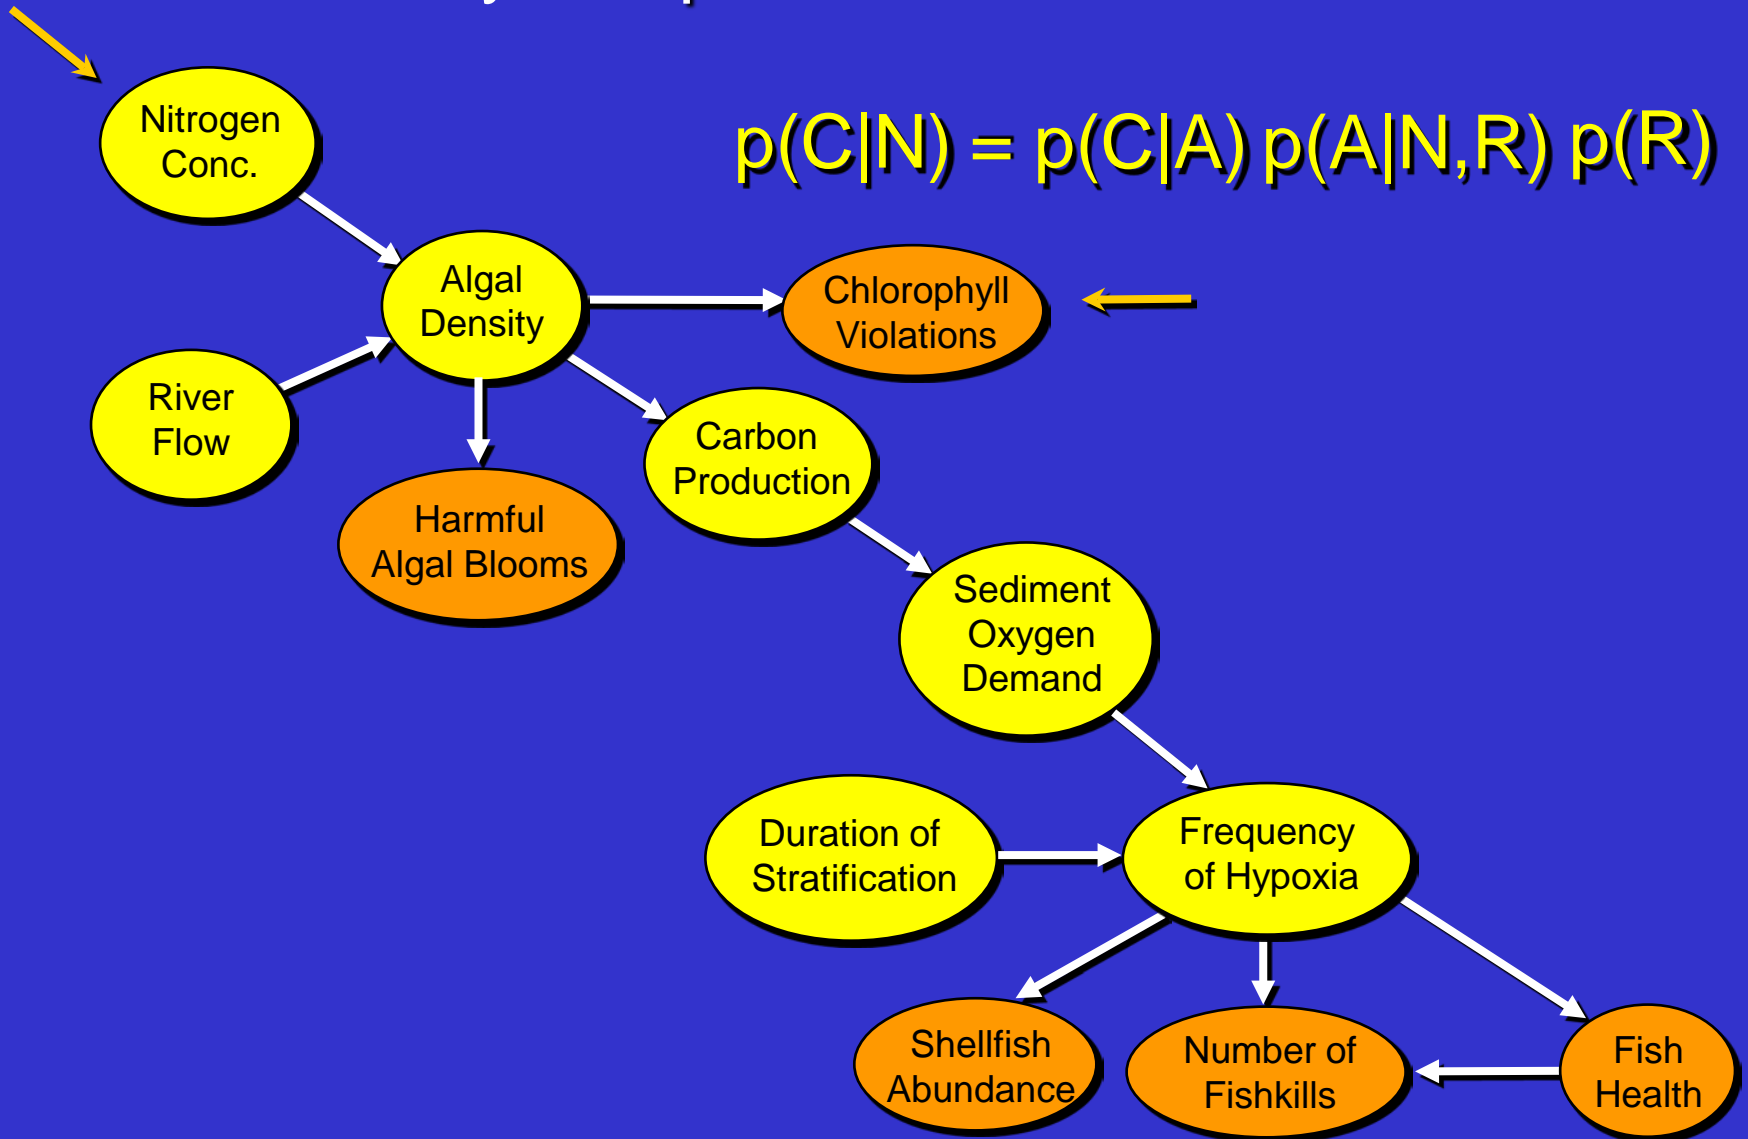 p(C|N) = p(C|A) p(A|N,R) p(R)
Nitrogen
Conc.
Algal
Density
Chlorophyll
Violations
River
Flow
Carbon
Production
Harmful
Algal Blooms
Sediment
Oxygen
Demand
Duration of
Stratification
Frequency
of Hypoxia
Shellfish
Abundance
Number of
Fishkills
Fish
Health